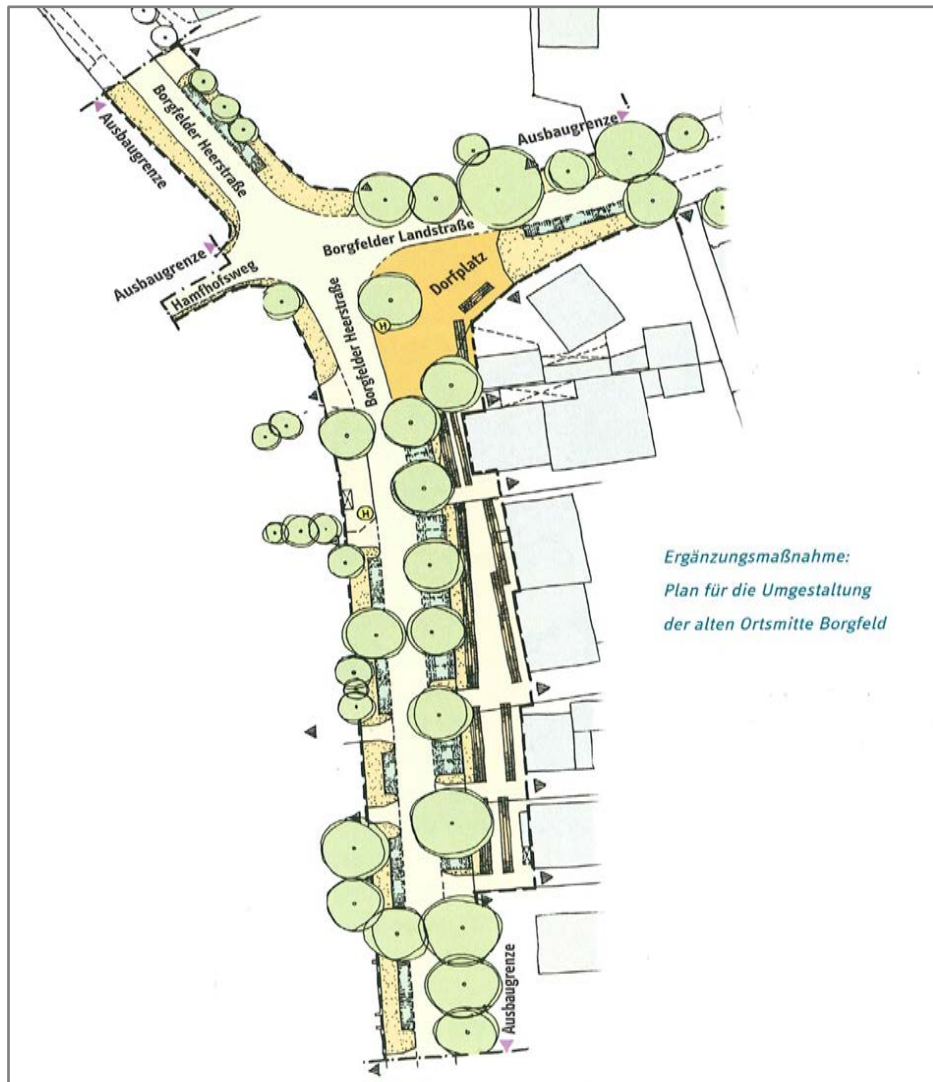 Borgfelder Heerstraße
Ausbaugrenze
Ausbaugrenze
Borgfelder Landstraße
Ausbaugrenze
Hamfhofsweg
Dorfplatz
Borgfelder Heerstraße
H
H
Ergänzungsmaßnahme:
Plan für die Umgestaltung
der alten Ortsmitte Borgfeld
Ausbaugrenze